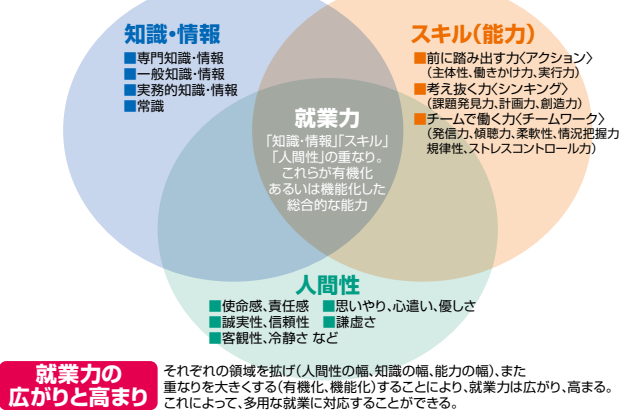 知識・情報
■専門知識・情報
■一般知識・情報
■実務的知識・情報
■常識
スキル（能力）
■前に踏み出す力〈アクション〉
（主体性、働きかけ力、実行力）
■考え抜く力〈シンキング〉
（課題発見力、計画力、創造力）
■チームで働く力〈チームワーク〉
（発信力、傾聴力、柔軟性、情況把握力
規律性、ストレスコントロール力）
就業力
「知識・情報」「スキル」
「人間性」の重なり。
これらが有機化
あるいは機能化した
総合的な能力
人間性
■使命感、責任感 ■思いやり、心遣い、優しさ
■誠実性、信頼性 ■謙虚さ
■客観性、冷静さ など
就業力の
広がりと高まり
それぞれの領域を拡げ（人間性の幅、知識の幅、能力の幅）、また
重なりを大きくする（有機化、機能化）することにより、就業力は広がり、高まる。
これによって、多用な就業に対応することができる。